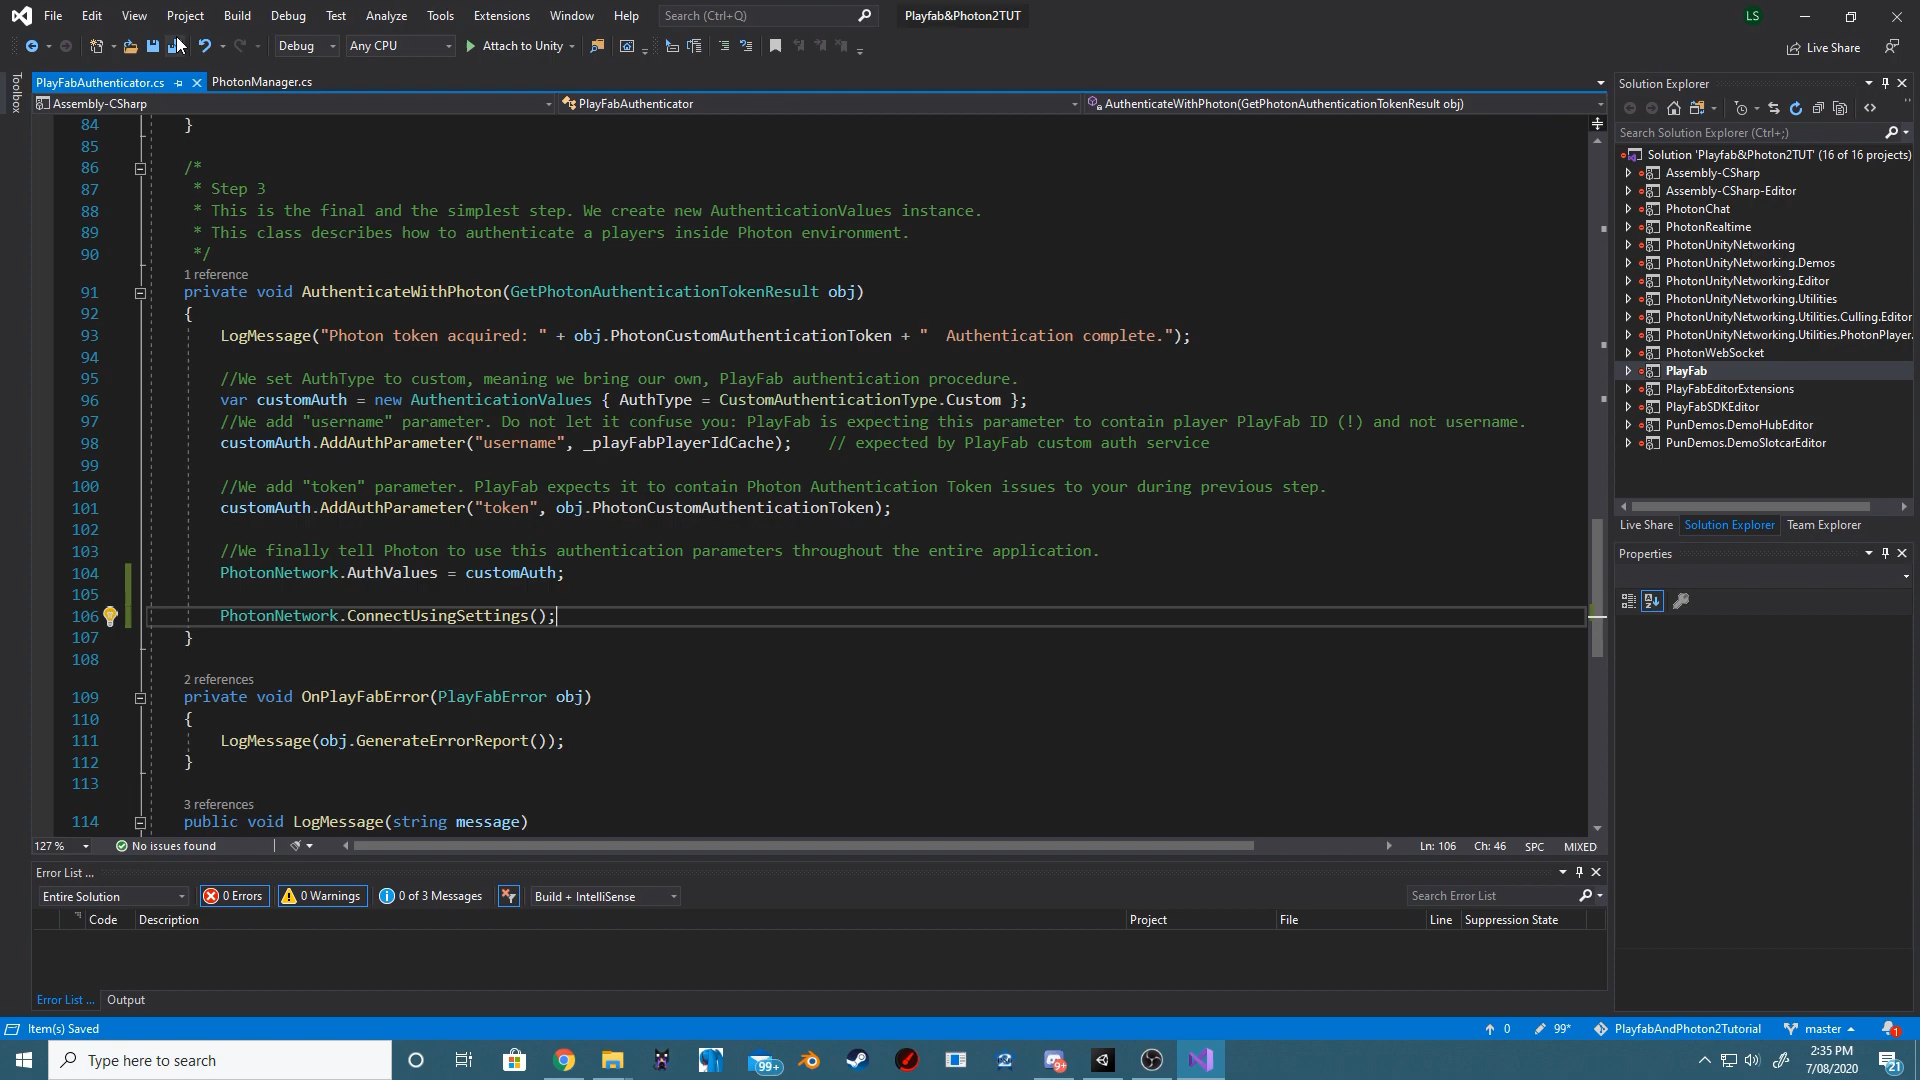 File Edit View Project Build Debug Test Analyze Tools Extensions Window Help Search (Ctrl+Q) Playfab&Photon2TUT LS
Debug Any CPU Attach to Unity Live Share
PlayFabAuthenticator.cs PhotonManager.cs
Assembly-CSharp PlayFabAuthenticator AuthenticateWithPhoton(GetPhotonAuthenticationTokenResult obj)
Toolbox
84 }
85
86 /*
87 * Step 3
88 * This is the final and the simplest step. We create new AuthenticationValues instance.
89 * This class describes how to authenticate a players inside Photon environment.
90 */
1 reference
91 private void AuthenticateWithPhoton(GetPhotonAuthenticationTokenResult obj)
92 {
93 LogMessage("Photon token acquired: " + obj.PhotonCustomAuthenticationToken + "  Authentication complete.");
94
95 //We set AuthType to custom, meaning we bring our own, PlayFab authentication procedure.
96 var customAuth = new AuthenticationValues { AuthType = CustomAuthenticationType.Custom };
97 //We add "username" parameter. Do not let it confuse you: PlayFab is expecting this parameter to contain player PlayFab ID (!) and not username.
98 customAuth.AddAuthParameter("username", _playFabPlayerIdCache);    // expected by PlayFab custom auth service
99
100 //We add "token" parameter. PlayFab expects it to contain Photon Authentication Token issues to your during previous step.
101 customAuth.AddAuthParameter("token", obj.PhotonCustomAuthenticationToken);
102
103 //We finally tell Photon to use this authentication parameters throughout the entire application.
104 PhotonNetwork.AuthValues = customAuth;
105
106 PhotonNetwork.ConnectUsingSettings();
107 }
108
2 references
109 private void OnPlayFabError(PlayFabError obj)
110 {
111 LogMessage(obj.GenerateErrorReport());
112 }
113
3 references
114 public void LogMessage(string message)
127 % No issues found Ln: 106 Ch: 46 SPC MIXED
Error List ...
Entire Solution 0 Errors 0 Warnings 0 of 3 Messages Build + IntelliSense Search Error List
Code Description Project File Line Suppression State
Error List ... Output
Solution Explorer
Search Solution Explorer (Ctrl+;)
Solution 'Playfab&Photon2TUT' (16 of 16 projects)
Assembly-CSharp
Assembly-CSharp-Editor
PhotonChat
PhotonRealtime
PhotonUnityNetworking
PhotonUnityNetworking.Demos
PhotonUnityNetworking.Editor
PhotonUnityNetworking.Utilities
PhotonUnityNetworking.Utilities.Culling.Editor
PhotonUnityNetworking.Utilities.PhotonPlayer.
PhotonWebSocket
PlayFab
PlayFabEditorExtensions
PlayFabSDKEditor
PunDemos.DemoHubEditor
PunDemos.DemoSlotcarEditor
Live Share Solution Explorer Team Explorer
Properties
Item(s) Saved 0 99* PlayfabAndPhoton2Tutorial master 1
Type here to search 99+ 9+ 2:35 PM
7/08/2020 21